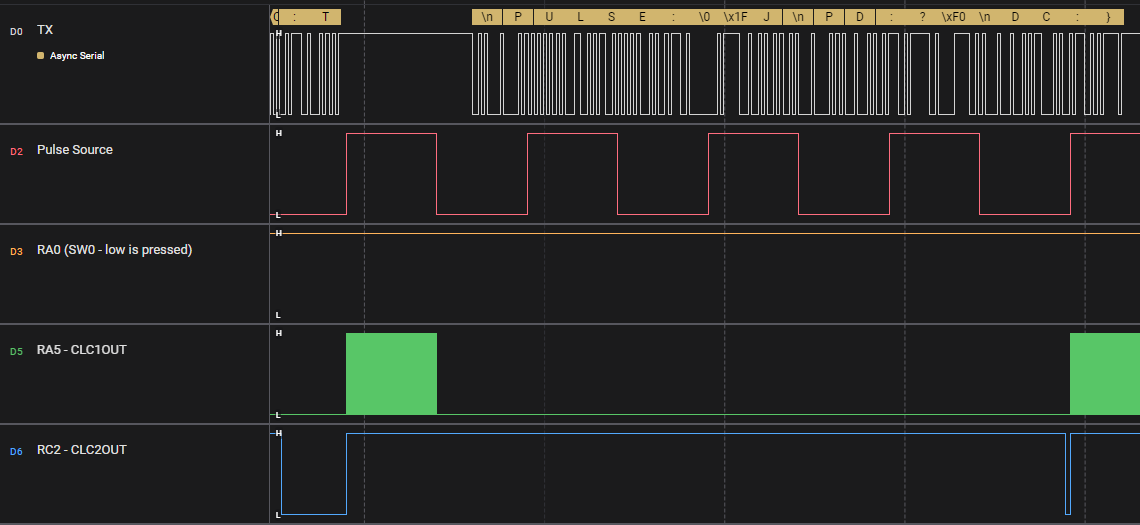 : T \n P U L S E : \0 \x1F J \n P D : ? \xF0 \n D C : }
D0 TX
H
Async Serial
L
H
D2 Pulse Source
L
H
D3 RA0 (SW0 - low is pressed)
L
H
D5 RA5 - CLC1OUT
L
H
D6 RC2 - CLC2OUT
L